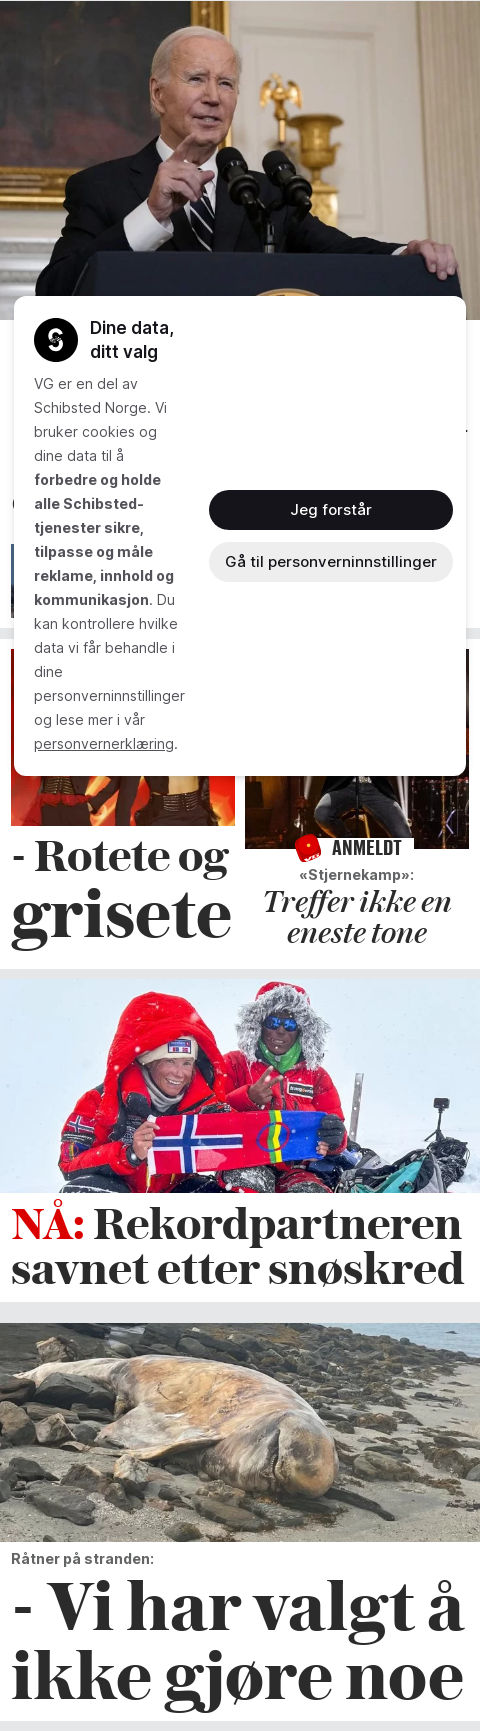 Dine data,
ditt valg
VG er en del av
Schibsted Norge. Vi
bruker cookies og
dine data til å
forbedre og holde
alle Schibsted-
tjenester sikre,
tilpasse og måle
reklame, innhold og
kommunikasjon. Du
kan kontrollere hvilke
data vi får behandle i
dine
personverninnstillinger
og lese mer i vår
personvernerklæring.
Jeg forstår
Gå til personverninnstillinger
- Rotete og
grisete
ANMELDT
«Stjernekamp»:
Treffer ikke en
eneste tone
NÅ: Rekordpartneren
savnet etter snøskred
Råtner på stranden:
- Vi har valgt å
ikke gjøre noe